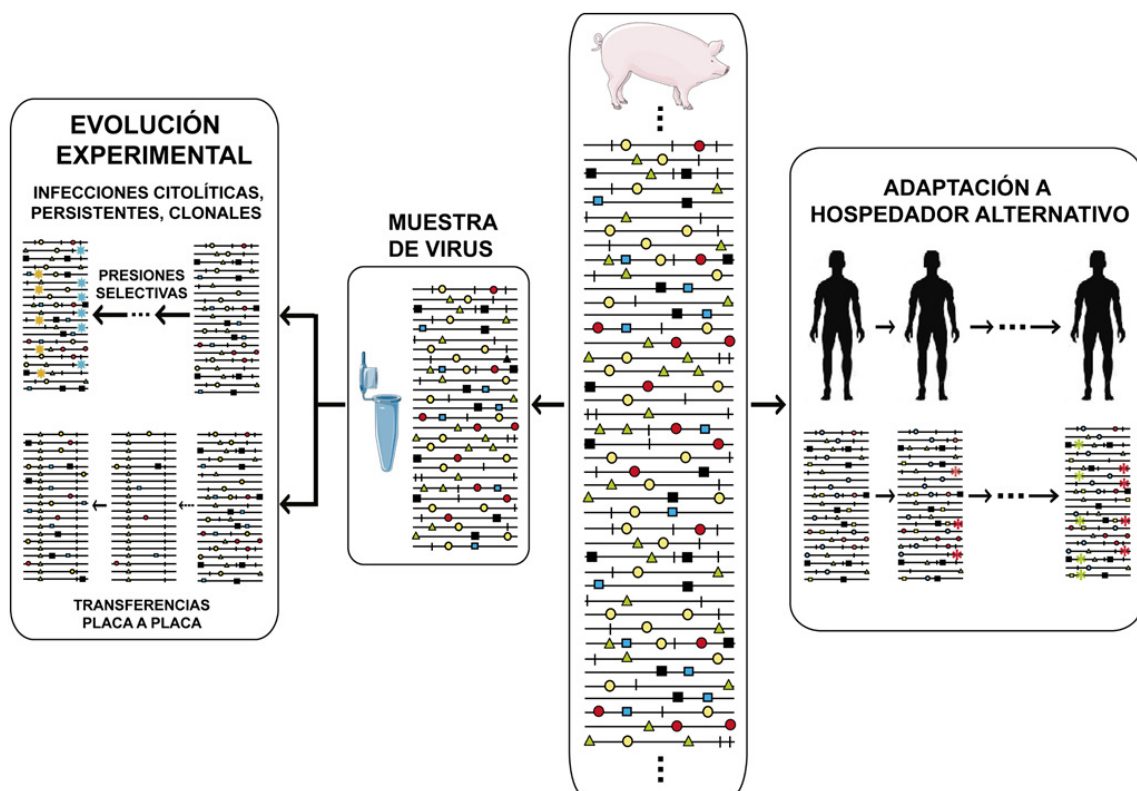 EVOLUCIÓN
EXPERIMENTAL
INFECCIONES CITOLÍTICAS,
PERSISTENTES, CLONALES
PRESIONES
SELECTIVAS
TRANSFERENCIAS
PLACA A PLACA
MUESTRA
DE VIRUS
ADAPTACIÓN A
HOSPEDADOR ALTERNATIVO